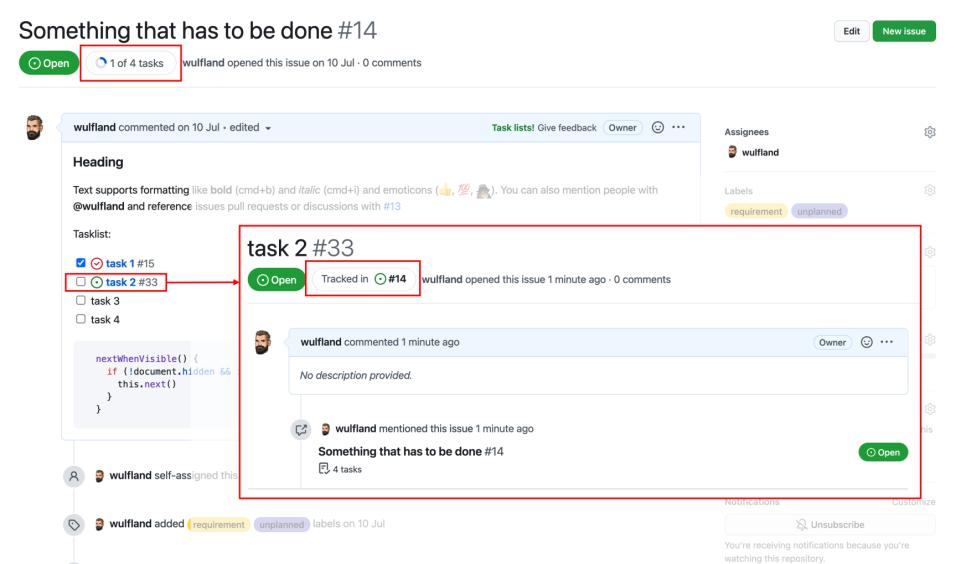 Something that has to be done #14
Edit
New issue
Open
1 of 4 tasks
wulfland opened this issue on 10 Jul · 0 comments
wulfland commented on 10 Jul • edited
Task lists! Give feedback
Owner
Heading
Text supports formatting like bold (cmd+b) and italic (cmd+i) and emoticons (👍, 💯, ). You can also mention people with
@wulfland and reference issues pull requests or discussions with #13
Tasklist:
task 1 #15
task 2 #33
task 3
task 4
nextWhenVisible() {
if (!document.hidden &&
this.next()
}
}
wulfland self-assigned this
wulfland added requirement unplanned labels on 10 Jul
Assignees
wulfland
Labels
requirement unplanned
task 2 #33
Open
Tracked in #14
wulfland opened this issue 1 minute ago · 0 comments
wulfland commented 1 minute ago
Owner
No description provided.
wulfland mentioned this issue 1 minute ago
Something that has to be done #14
Open
4 tasks
his
Notifications
Customize
Unsubscribe
You're receiving notifications because you're
watching this repository.